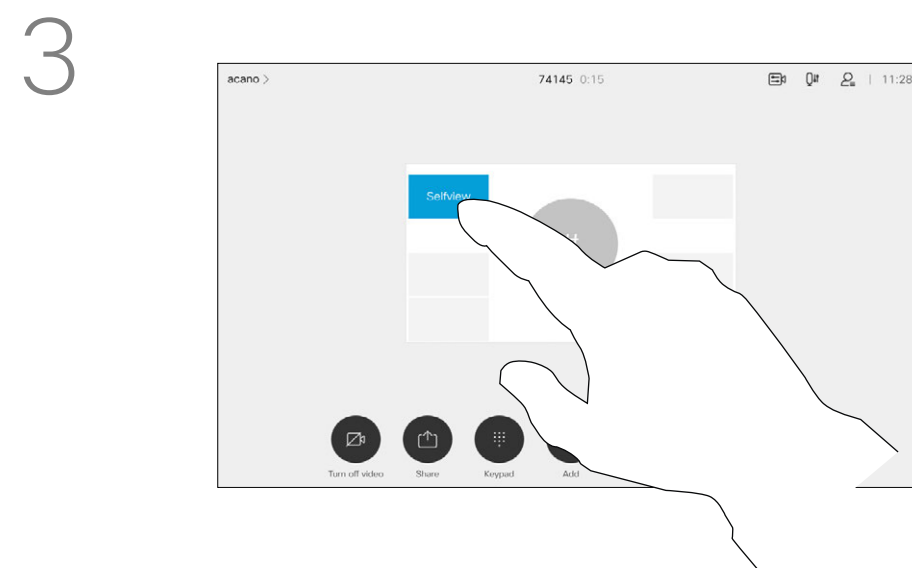 3
acano >
74145 0:15
11:28
Selfview
Turn off video
Share
Keypad
Add